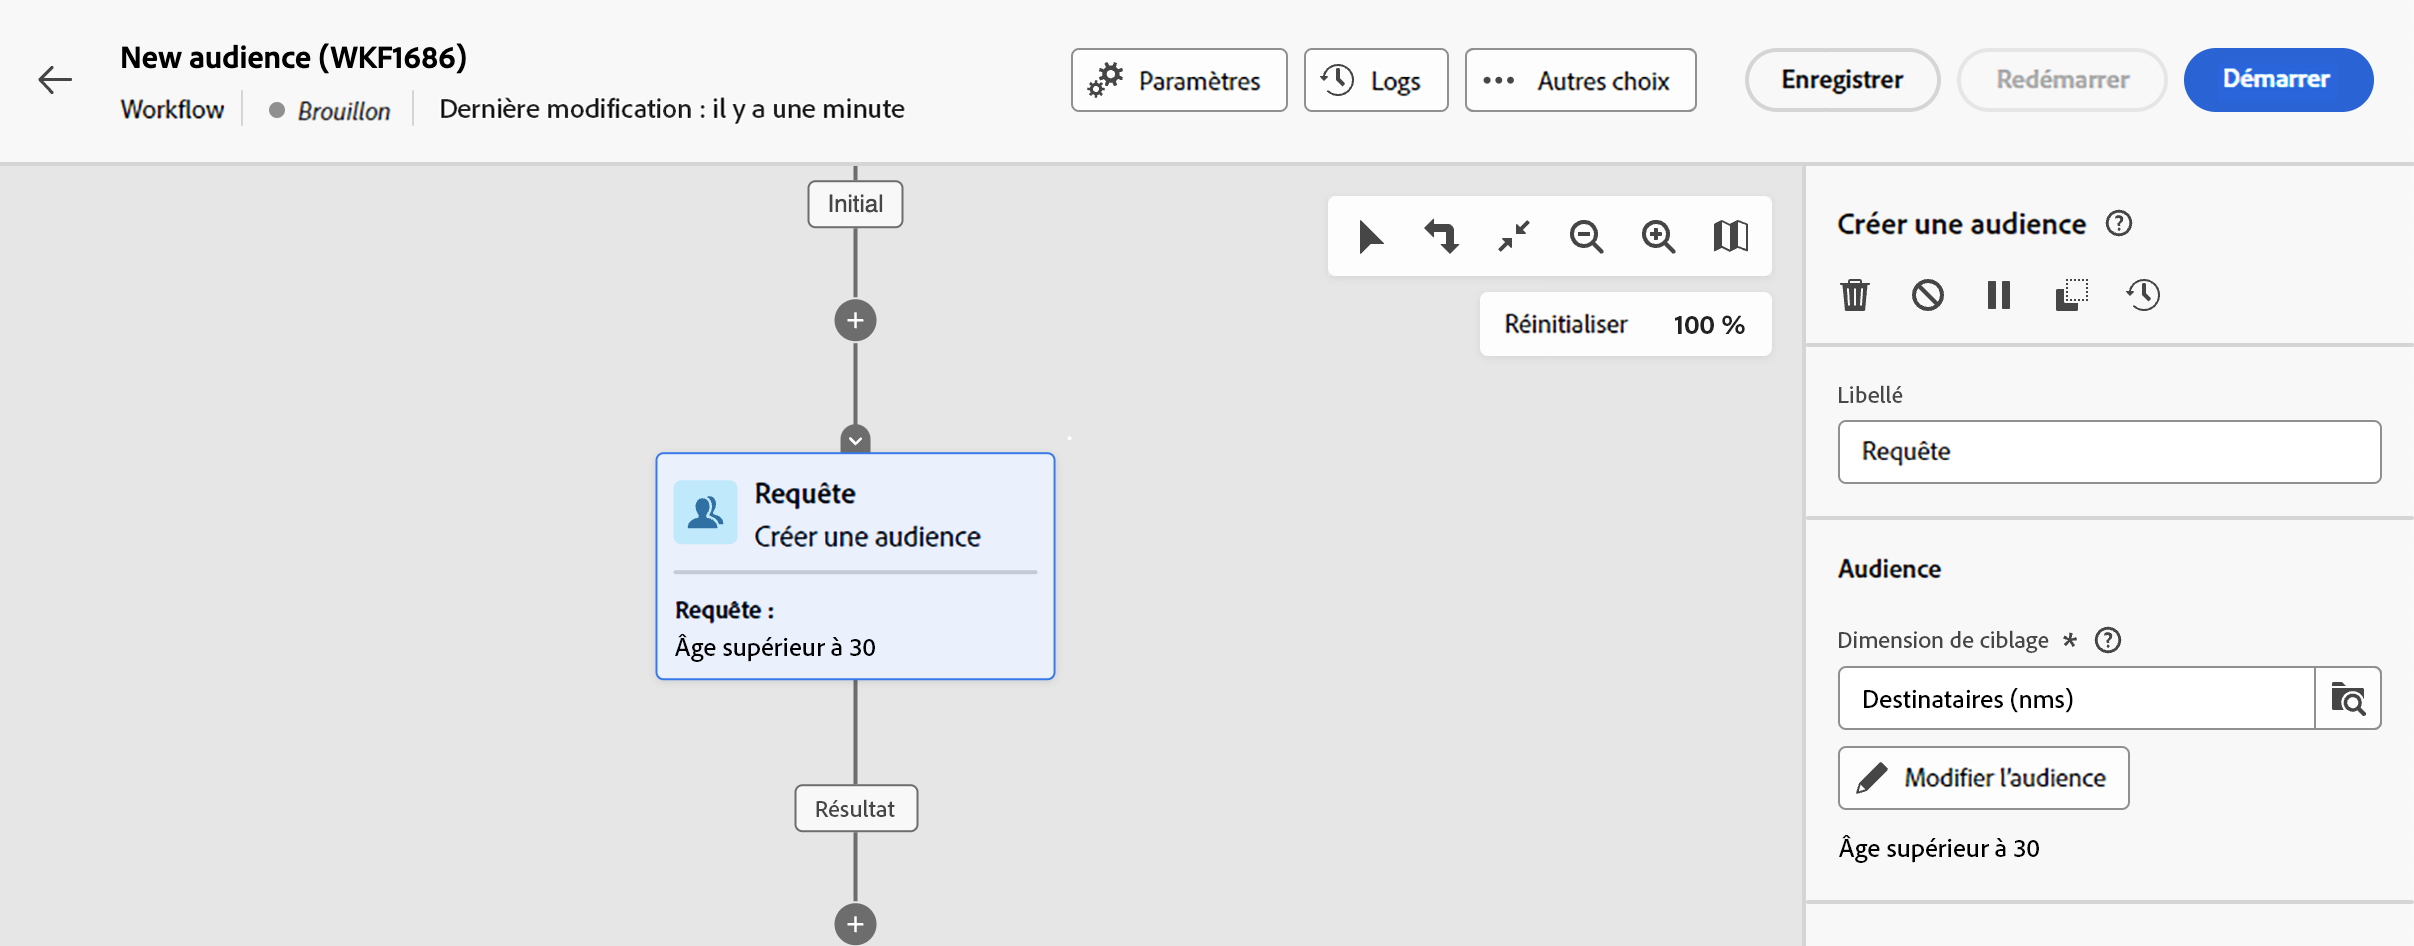 New audience (WKF1686)
Workflow
Brouillon
Dernière modification : il y a une minute
Paramètres
Logs
Autres choix
Enregistrer
Redémarrer
Démarrer
Initial
Réinitialiser
100 %
Requête
Créer une audience
Requête :
Âge supérieur à 30
Résultat
Créer une audience
Libellé
Requête
Audience
Dimension de ciblage *
Destinataires (nms)
Modifier l'audience
Âge supérieur à 30